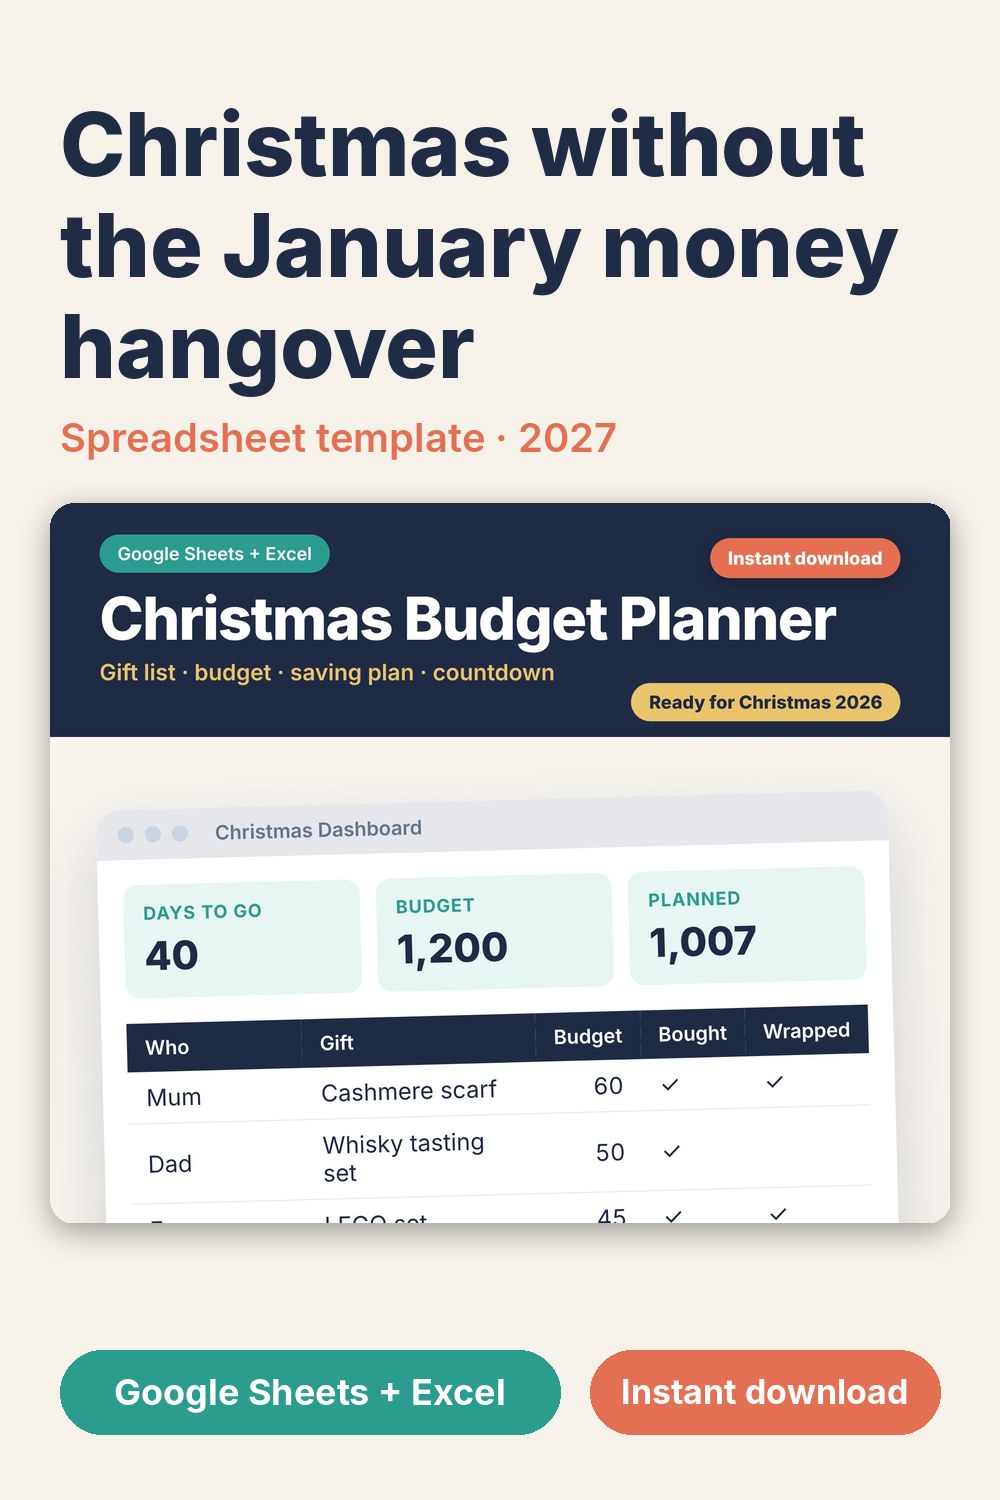 Christmas without
the January money
hangover
Spreadsheet template · 2027
Google Sheets + Excel
Instant download
Christmas Budget Planner
Gift list · budget · saving plan · countdown
Ready for Christmas 2026
Christmas Dashboard
DAYS TO GO
40
BUDGET
1,200
PLANNED
1,007
Who Gift Budget Bought Wrapped
Mum Cashmere scarf 60 ✓ ✓
Dad Whisky tasting 50 ✓
set
LEGO set 45 ✓ ✓
Google Sheets + Excel
Instant download